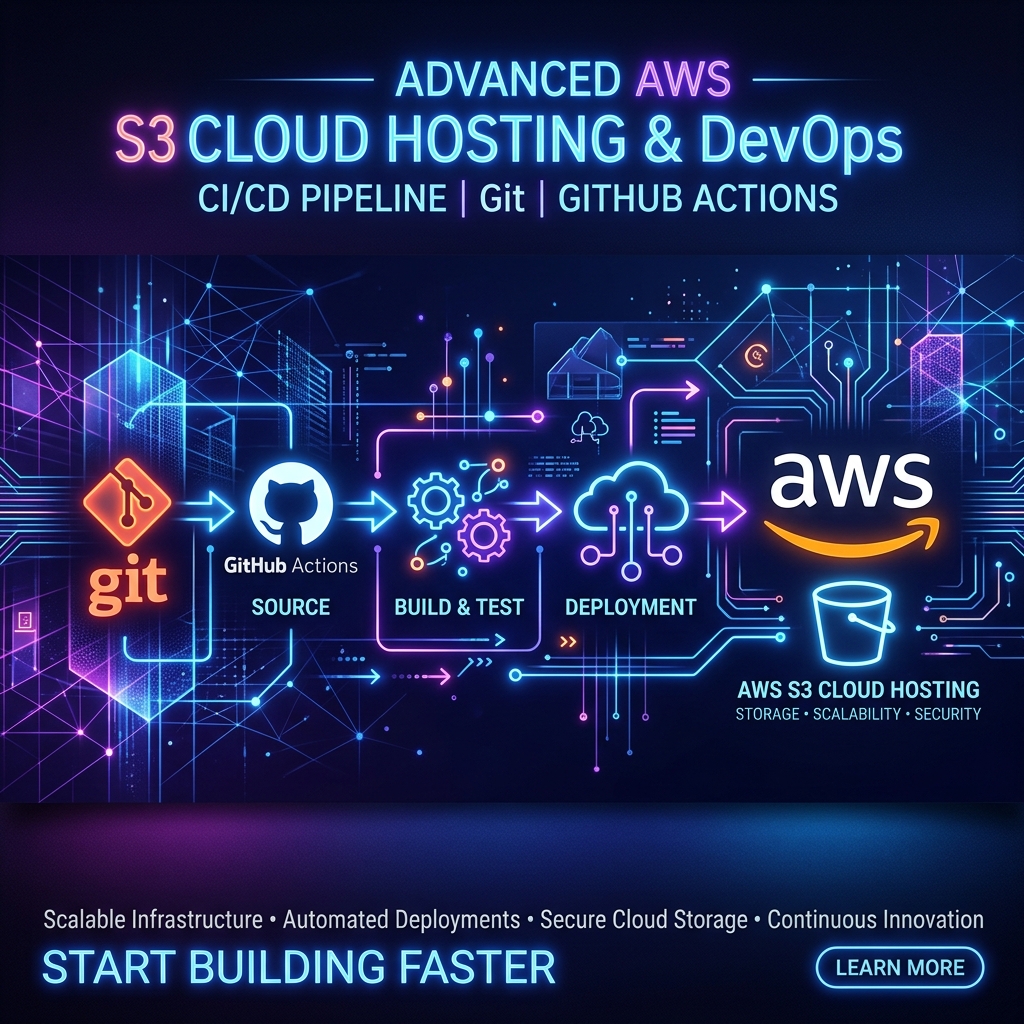 ADVANCED AWS
S3 CLOUD HOSTING & DevOps
CI/CD PIPELINE | Git | GITHUB ACTIONS
aws
git
GitHub Actions
SOURCE
BUILD & TEST
DEPLOYMENT
AWS S3 CLOUD HOSTING
STORAGE • SCALABILITY • SECURITY
Scalable Infrastructure • Automated Deployments • Secure Cloud Storage • Continuous Innovation
START BUILDING FASTER
LEARN MORE